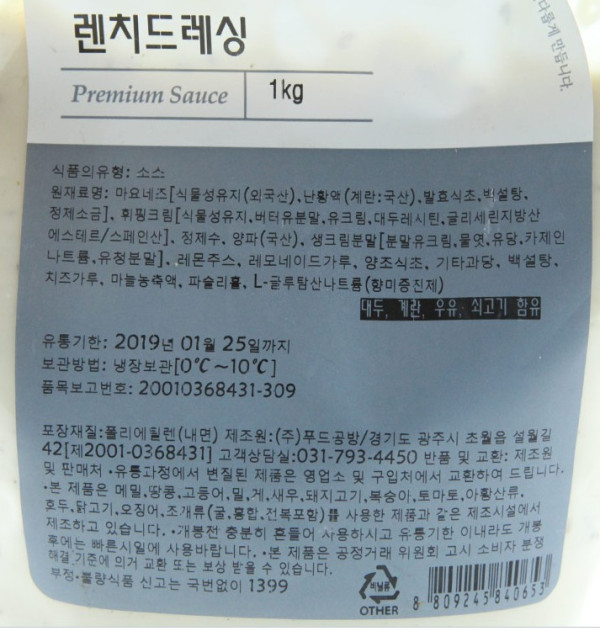 렌치드레싱
Premium Sauce
1kg
답게 만듭니다.
식품의유형: 소스
원재료명: 마요네즈[식물성유지(외국산),난황액(계란:국산),발효식초,백설탕,
정제소금], 휘핑크림[식물성유지,버터유분말,유크림,대두레시틴,글리세린지방산
에스테르/스페인산], 정제수, 양파(국산), 생크림분말[분말유크림,물엿,유당,카제인
나트륨,유청분말], 레몬주스, 레모네이드가루, 양조식초, 기타과당, 백설탕,
치즈가루, 마늘농축액, 파슬리홀, L-글루탐산나트륨(향미증진제)
대두, 계란, 우유, 쇠고기 함유
유통기한: 2019년 01월 25일까지
보관방법: 냉장보관[0℃~10℃]
품목보고번호: 20010368431-309
포장재질:폴리에틸렌(내면) 제조원:(주)푸드공방/경기도 광주시 초월읍 설월길
42[제2001-0368431] 고객상담실:031-793-4450 반품 및 교환: 제조원
및 판매처 •유통과정에서 변질된 제품은 영업소 및 구입처에서 교환하여 드립니다.
•본 제품은 메밀,땅콩,고등어,밀,게,새우,돼지고기,복숭아,토마토,아황산류,
호두,닭고기,오징어,조개류(굴,홍합,전복포함)를 사용한 제품과 같은 제조시설에서
제조하고 있습니다. •개봉전 충분히 흔들어 사용하시고 유통기한 이내라도 개봉
후에는 빠른시일에 사용바랍니다. •본 제품은 공정거래 위원회 고시 소비자 분쟁
해결 기준에 의거 교환 또는 보상 받을 수 있습니다.
부정•불량식품 신고는 국번없이 1399
비닐류
OTHER
8 809245 840653